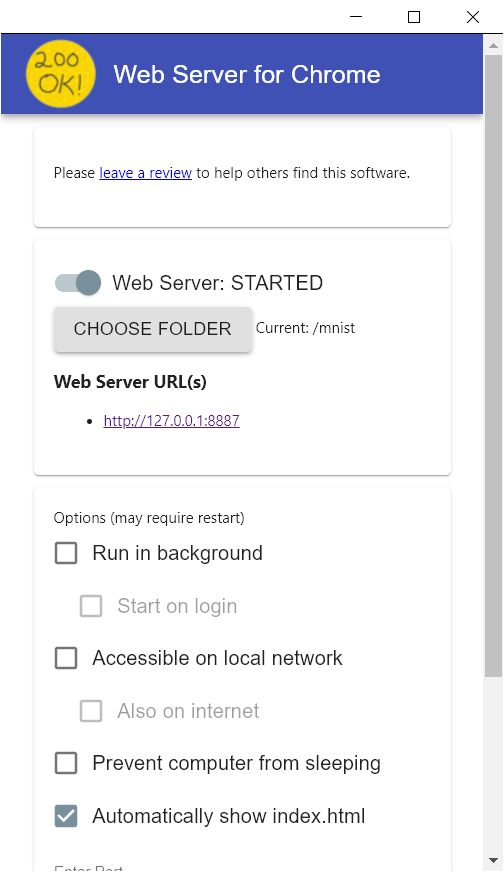 200
OK!
Web Server for Chrome
Please leave a review to help others find this software.
Web Server: STARTED
CHOOSE FOLDER Current: /mnist
Web Server URL(s)
http://127.0.0.1:8887
Options (may require restart)
Run in background
Start on login
Accessible on local network
Also on internet
Prevent computer from sleeping
Automatically show index.html
Enter Port